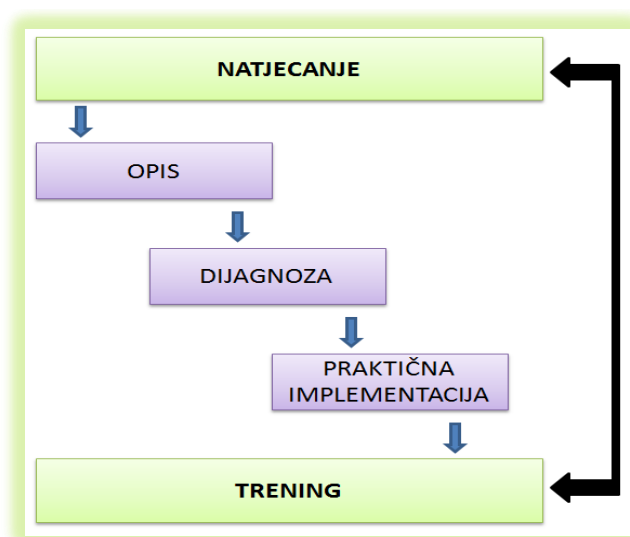 NATJECANJE
OPIS
DIJAGNOZA
PRAKTIČNA
IMPLEMENTACIJA
TRENING